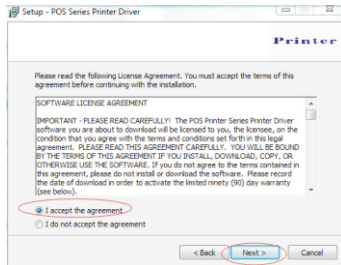 Setup - POS Series Printer Driver
Printer
Please read the following License Agreement. You must accept the terms of this
agreement before continuing with the installation.
SOFTWARE LICENSE AGREEMENT
IMPORTANT - PLEASE READ CAREFULLY! The POS Printer Series Printer Driver
software you are about to download will be licensed to you, the licensee, on the
condition that you agree with the terms and conditions set forth in this legal
agreement. PLEASE READ THIS AGREEMENT CAREFULLY. YOU WILL BE BOUND
BY THE TERMS OF THIS AGREEMENT IF YOU INSTALL, DOWNLOAD, COPY, OR
OTHERWISE USE THE SOFTWARE. If you do not agree to the terms contained in
this agreement, please do not install or download the software. Please record
the date of download in order to activate the limited ninety (90) day warranty
(see below).
I accept the agreement
I do not accept the agreement
< Back
Next >
Cancel